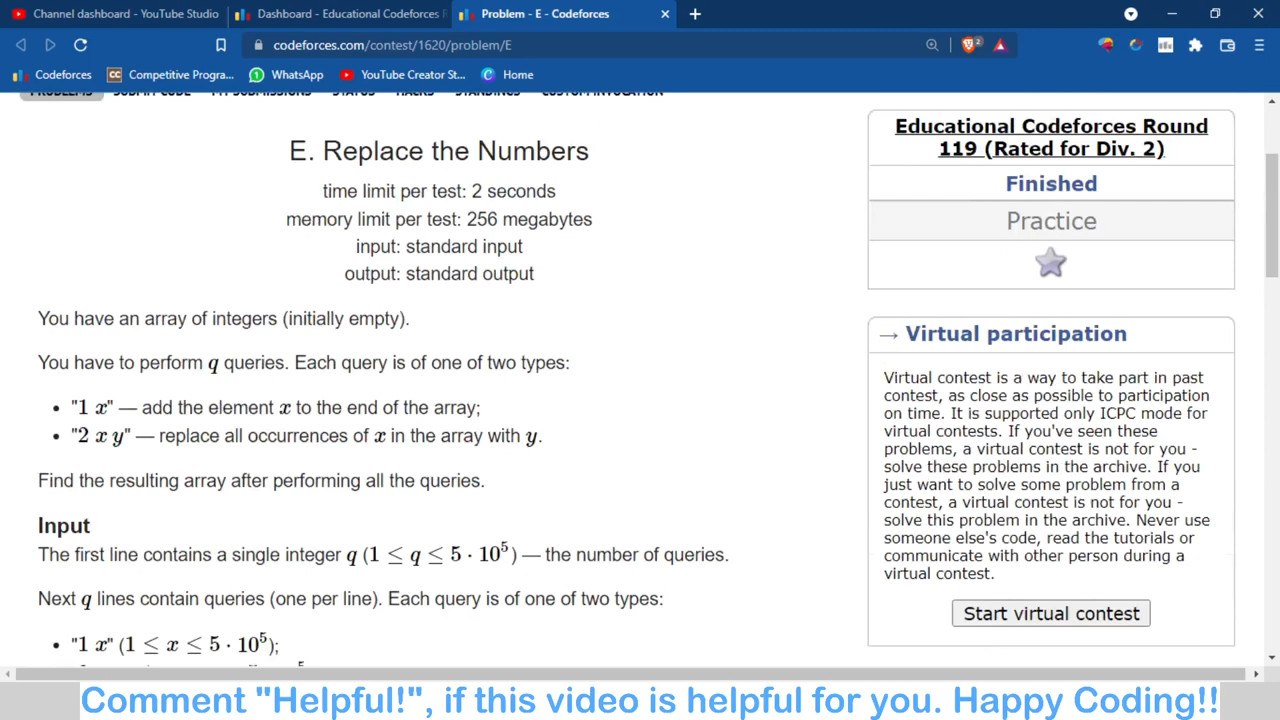 Channel dashboard - YouTube Studio
Dashboard - Educational Codeforces R
Problem - E - Codeforces
codeforces.com/contest/1620/problem/E
2
Codeforces
CC Competitive Progra...
WhatsApp
YouTube Creator St...
Home
PROBLEMS SUBMIT CODE MY SUBMISSIONS STATUS HACKS STANDINGS CUSTOM INVOCATION
E. Replace the Numbers
time limit per test: 2 seconds
memory limit per test: 256 megabytes
input: standard input
output: standard output
You have an array of integers (initially empty).
You have to perform q queries. Each query is of one of two types:
• "1 x" — add the element x to the end of the array;
• "2 x y" — replace all occurrences of x in the array with y.
Find the resulting array after performing all the queries.
Input
The first line contains a single integer q (1 ≤ q ≤ 5 · 10⁵) — the number of queries.
Next q lines contain queries (one per line). Each query is of one of two types:
• "1 x" (1 ≤ x ≤ 5 · 10⁵);
Educational Codeforces Round
119 (Rated for Div. 2)
Finished
Practice
→ Virtual participation
Virtual contest is a way to take part in past
contest, as close as possible to participation
on time. It is supported only ICPC mode for
virtual contests. If you've seen these
problems, a virtual contest is not for you -
solve these problems in the archive. If you
just want to solve some problem from a
contest, a virtual contest is not for you -
solve this problem in the archive. Never use
someone else's code, read the tutorials or
communicate with other person during a
virtual contest.
Start virtual contest
Comment "Helpful!", if this video is helpful for you. Happy Coding!!